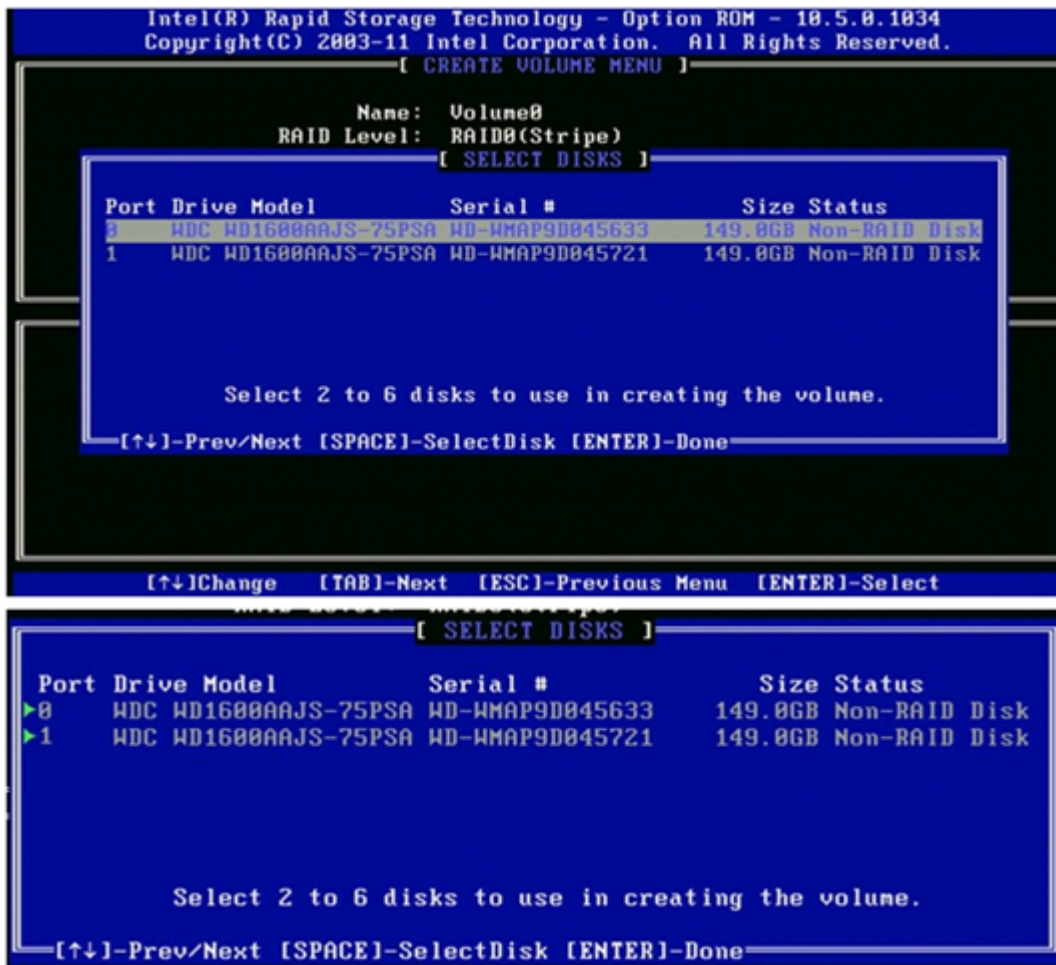 Intel(R) Rapid Storage Technology - Option ROM - 10.5.0.1034
Copyright(C) 2003-11 Intel Corporation. All Rights Reserved.
[ CREATE VOLUME MENU ]
Name: Volume0
RAID Level: RAID0(Stripe)
[ SELECT DISKS ]
Port Drive Model Serial # Size Status
0 WDC WD1600AAJS-75PSA WD-WMAP9D045633 149.0GB Non-RAID Disk
1 WDC WD1600AAJS-75PSA WD-WMAP9D045721 149.0GB Non-RAID Disk
Select 2 to 6 disks to use in creating the volume.
[↑↓]-Prev/Next [SPACE]-SelectDisk [ENTER]-Done
[↑↓]Change [TAB]-Next [ESC]-Previous Menu [ENTER]-Select
[ SELECT DISKS ]
Port Drive Model Serial # Size Status
0 WDC WD1600AAJS-75PSA WD-WMAP9D045633 149.0GB Non-RAID Disk
1 WDC WD1600AAJS-75PSA WD-WMAP9D045721 149.0GB Non-RAID Disk
Select 2 to 6 disks to use in creating the volume.
[↑↓]-Prev/Next [SPACE]-SelectDisk [ENTER]-Done